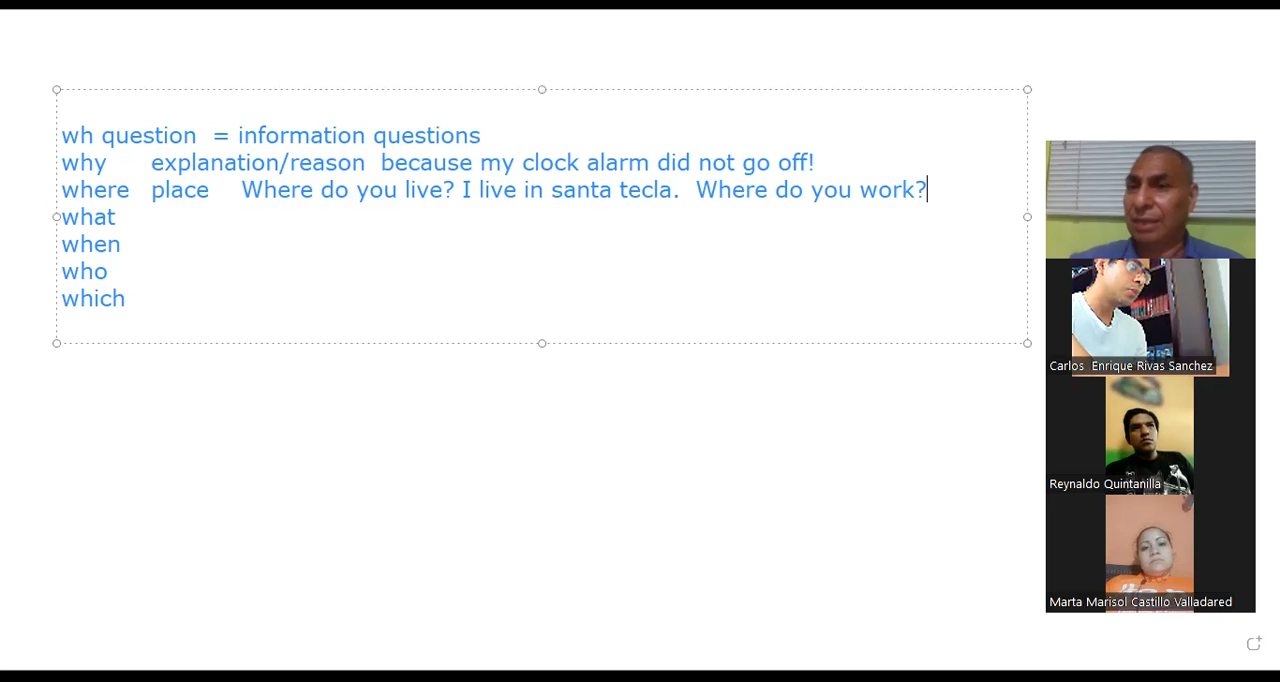 wh question = information questions
why explanation/reason because my clock alarm did not go off!
where place Where do you live? I live in santa tecla. Where do you work?
what
when
who
which
Carlos Enrique Rivas Sanchez
Reynaldo Quintanilla
Marta Marisol Castillo Valladared